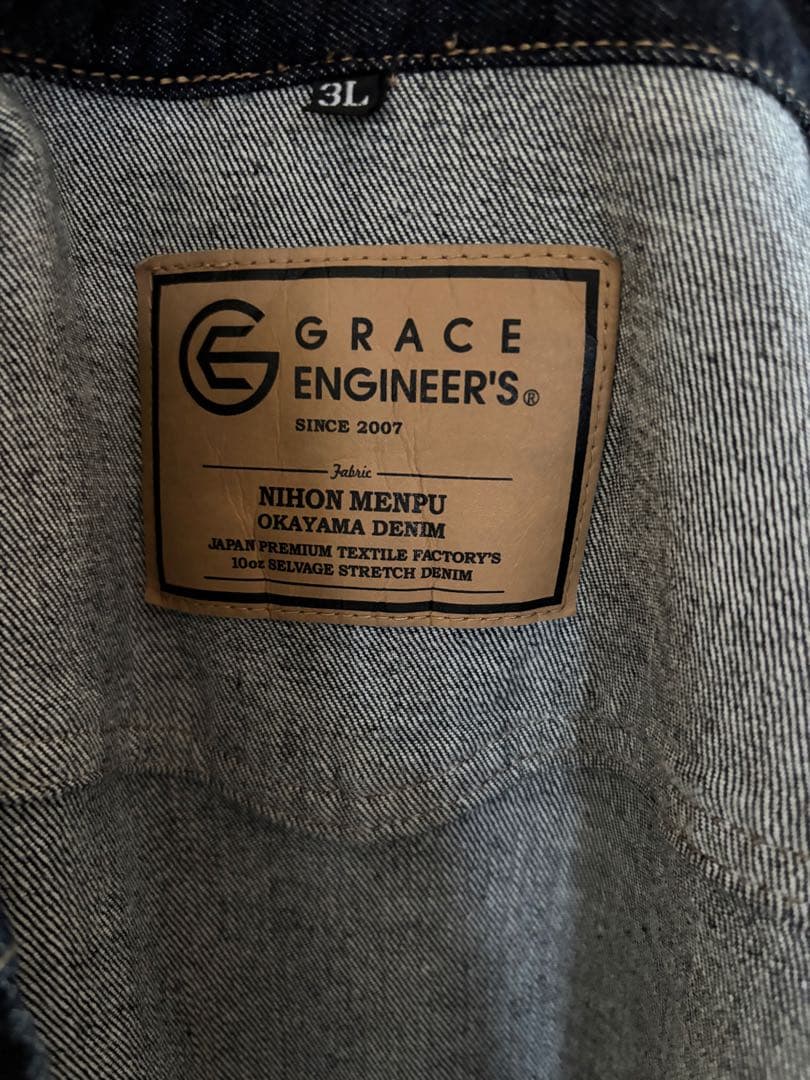 3L
GRACE
ENGINEER'S®
SINCE 2007
Fabric
NIHON MENPU
OKAYAMA DENIM
JAPAN PREMIUM TEXTILE FACTORY'S
10oz SELVAGE STRETCH DENIM